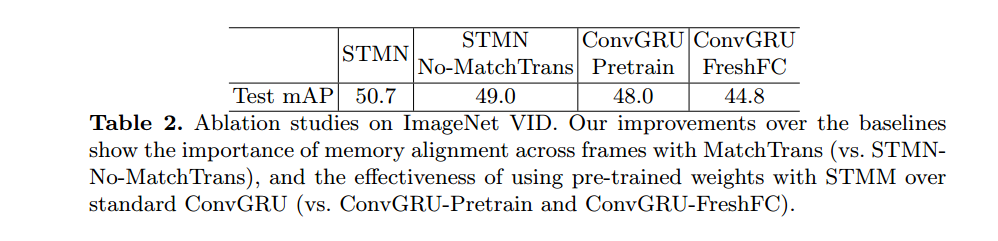 STMN STMN No-MatchTrans ConvGRU Pretrain ConvGRU FreshFC
Test mAP 50.7 49.0 48.0 44.8
Table 2. Ablation studies on ImageNet VID. Our improvements over the baselines
show the importance of memory alignment across frames with MatchTrans (vs. STMN-
No-MatchTrans), and the effectiveness of using pre-trained weights with STMM over
standard ConvGRU (vs. ConvGRU-Pretrain and ConvGRU-FreshFC).